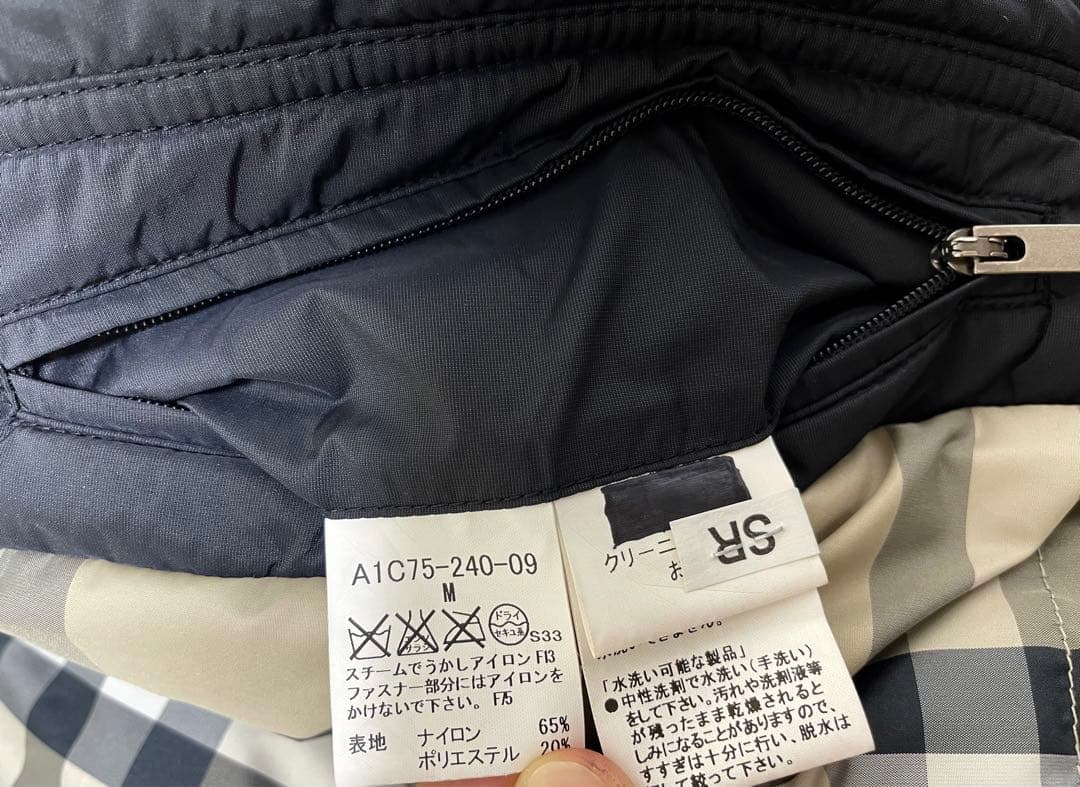 A1C75-240-09
M
ドライ
セキユ系
S33
スチームでうかしアイロン F13
ファスナー部分にはアイロンを
かけないで下さい。 F/5
表地 ナイロン 65%
ポリエステル 20%
SR
クリーニ
お
「水洗い可能な製品」
●中性洗剤で水洗い(手洗い)
をして下さい。汚れや洗剤液等
が残ったまま乾燥されると
しみになることがありますので、
すすぎは十分に行い、脱水は
して絞って下さい。